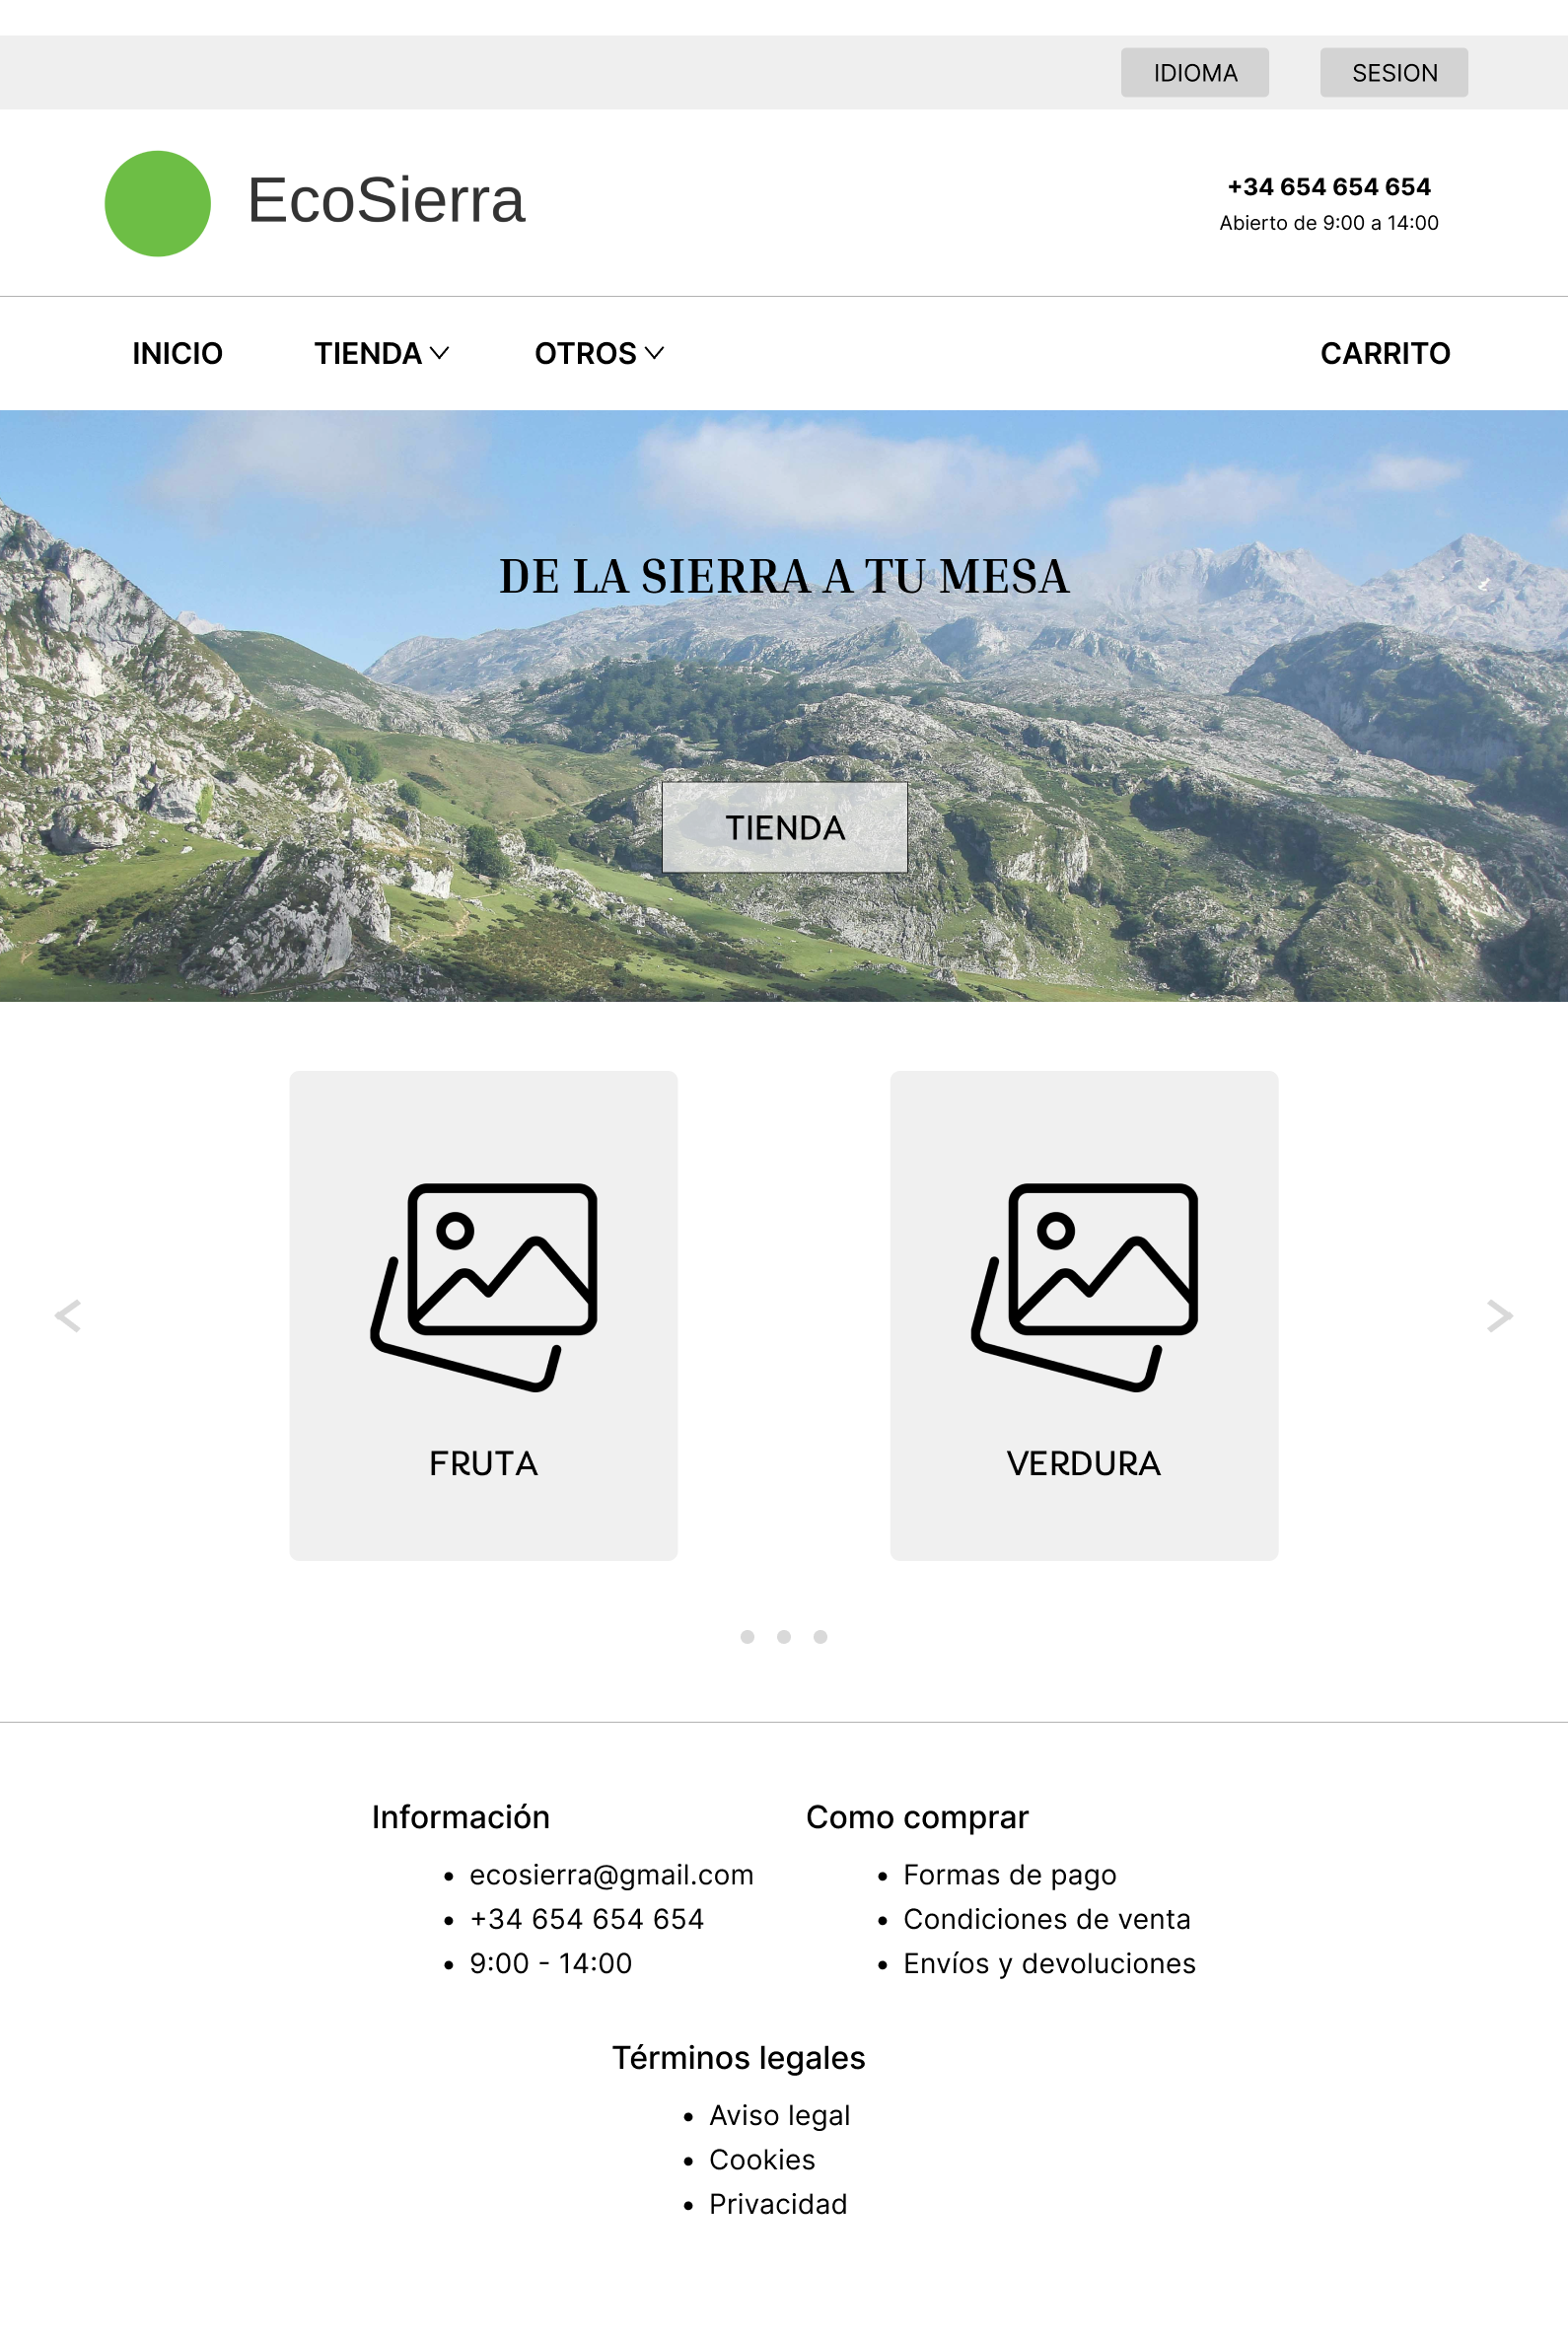 IDIOMA SESION
EcoSierra
+34 654 654 654
Abierto de 9:00 a 14:00
INICIO TIENDA OTROS CARRITO
DE LA SIERRA A TU MESA
TIENDA
FRUTA VERDURA
Información
• ecosierra@gmail.com
• +34 654 654 654
• 9:00 - 14:00
Como comprar
• Formas de pago
• Condiciones de venta
• Envíos y devoluciones
Términos legales
• Aviso legal
• Cookies
• Privacidad